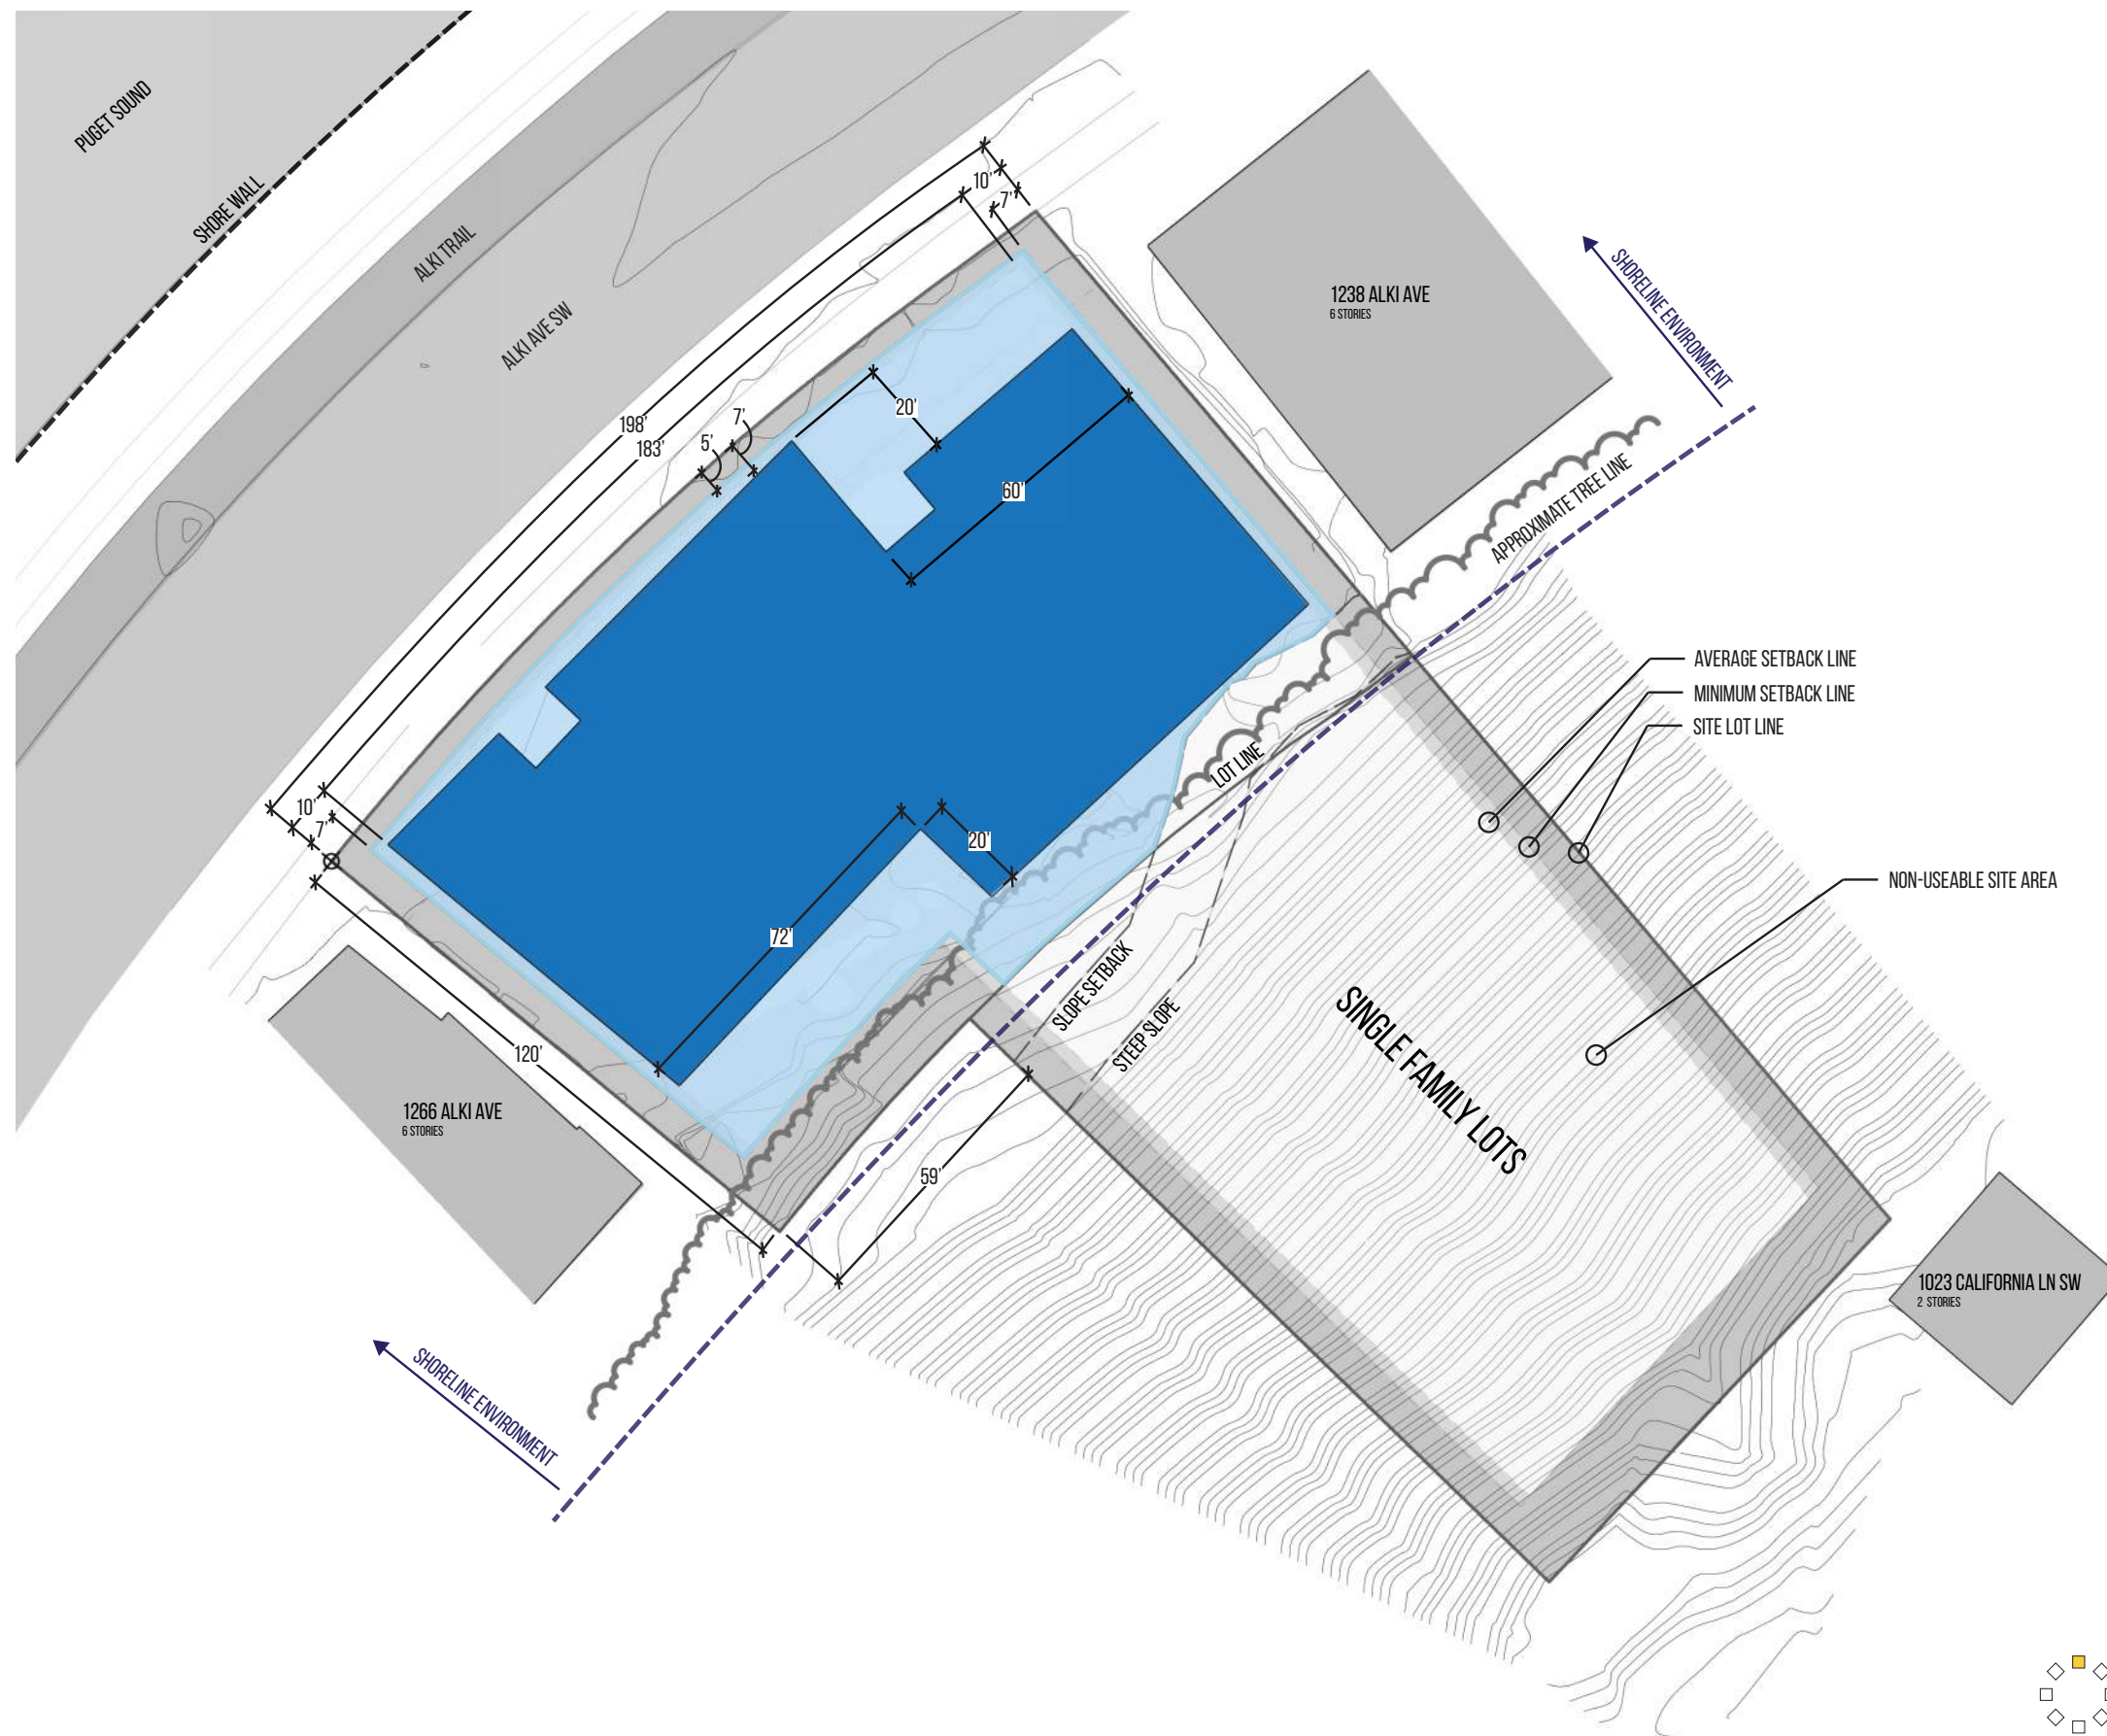 PUGET SOUND
SHORE WALL
ALKI TRAIL
ALKI AVE SW
10'
7'
1238 ALKI AVE
6 STORIES
SHORELINE ENVIRONMENT
198'
183'
7'
5'
20'
60'
APPROXIMATE TREE LINE
AVERAGE SETBACK LINE
MINIMUM SETBACK LINE
SITE LOT LINE
LOT LINE
10'
7'
20'
NON-USEABLE SITE AREA
72'
SLOPE SETBACK
STEEP SLOPE
SINGLE FAMILY LOTS
120'
1266 ALKI AVE
6 STORIES
59'
1023 CALIFORNIA LN SW
2 STORIES
SHORELINE ENVIRONMENT